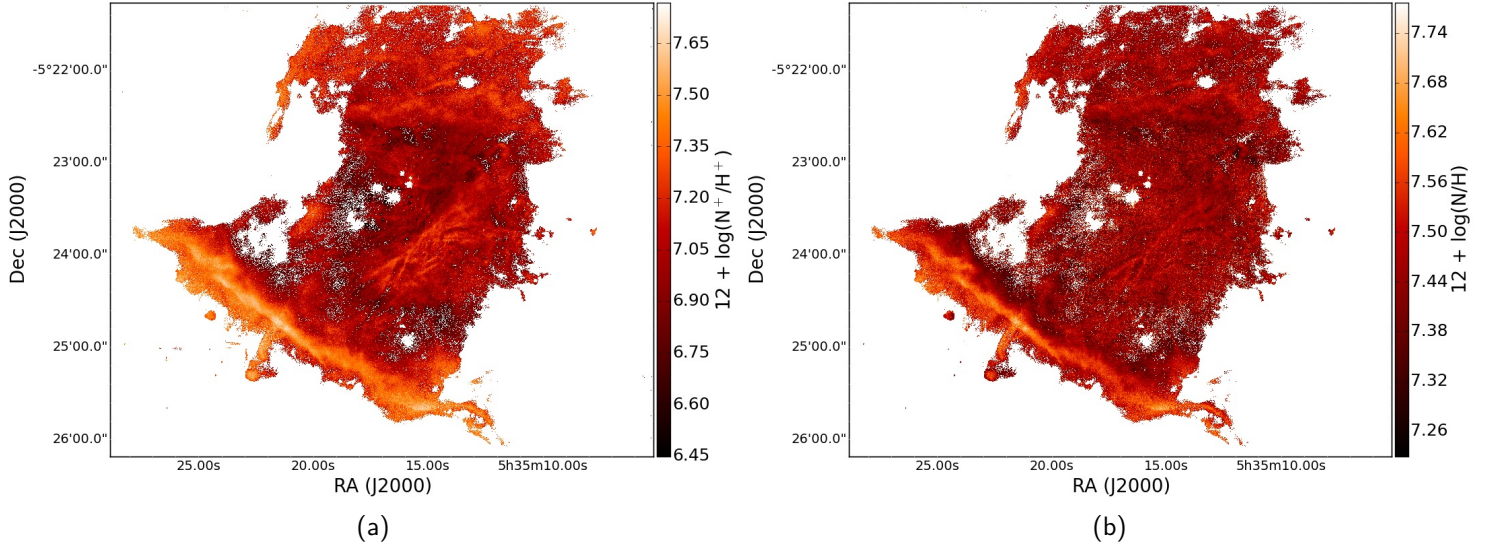 -5°22'00.0"
23'00.0"
24'00.0"
25'00.0"
26'00.0"
Dec (J2000)
25.00s 20.00s 15.00s 5h35m10.00s
RA (J2000)
7.65
7.50
7.35
7.20
7.05
6.90
6.75
6.60
6.45
12 + log(N⁺/H⁺)
(a)
-5°22'00.0"
23'00.0"
24'00.0"
25'00.0"
26'00.0"
Dec (J2000)
25.00s 20.00s 15.00s 5h35m10.00s
RA (J2000)
7.74
7.68
7.62
7.56
7.50
7.44
7.38
7.32
7.26
12 + log(N/H)
(b)